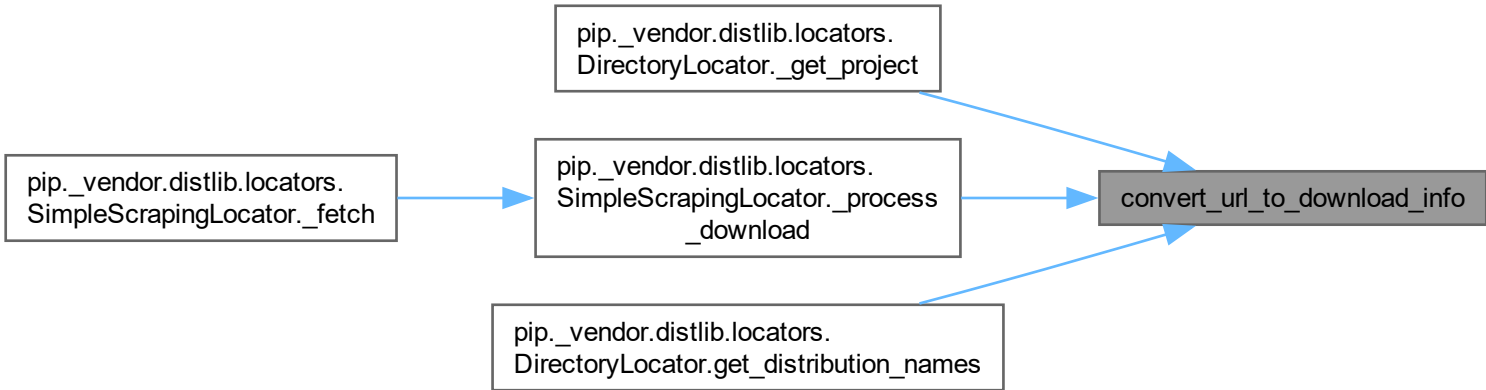 pip._vendor.distlib.locators.
DirectoryLocator._get_project
pip._vendor.distlib.locators.
SimpleScrapingLocator._fetch
pip._vendor.distlib.locators.
SimpleScrapingLocator._process
_download
convert_url_to_download_info
pip._vendor.distlib.locators.
DirectoryLocator.get_distribution_names